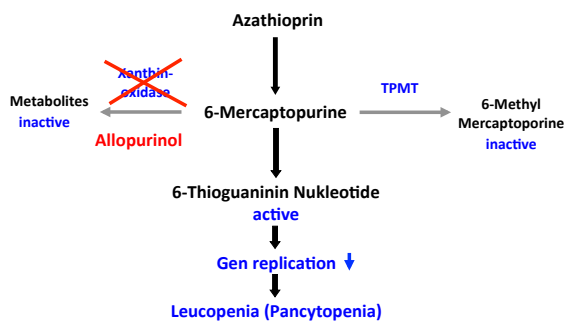 Azathioprin
Xanthin-
oxidase
TPMT
Metabolites
inactive
6-Mercaptopurine
6-Methyl
Mercaptoporine
inactive
Allopurinol
6-Thioguaninin Nukleotide
active
Gen replication
Leucopenia (Pancytopenia)